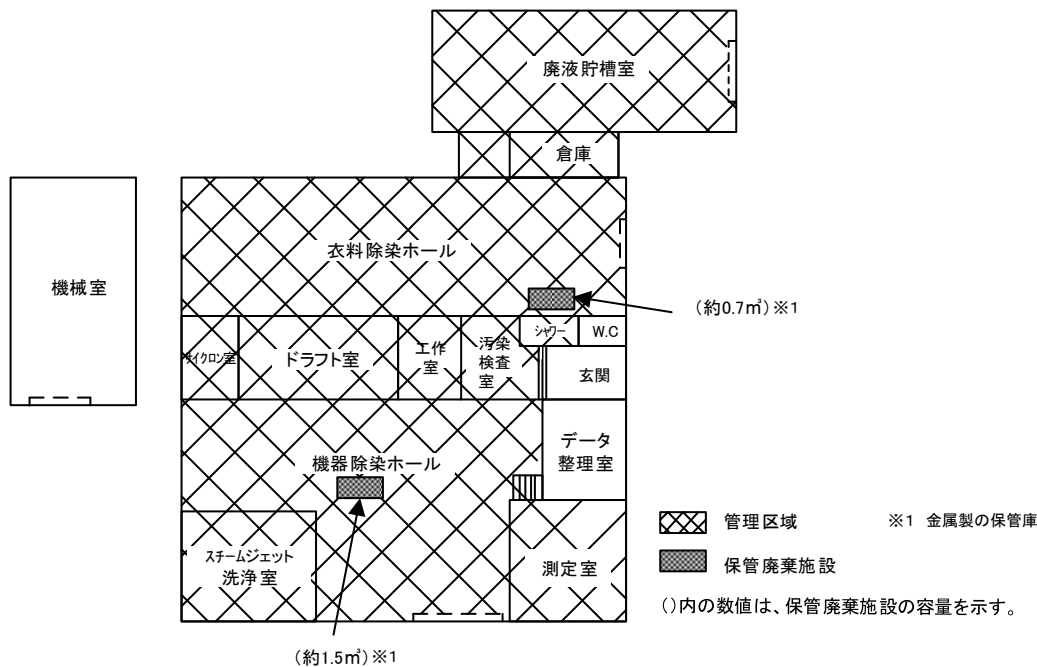 廃液貯槽室
倉庫
衣料除染ホール
機械室
(約0.7㎥)※1
サイクロン室
ドラフト室
工作
室
汚染
検査
室
シャワー
W.C
玄関
機器除染ホール
データ
整理室
スチームジェット
洗浄室
測定室
管理区域
※1 金属製の保管庫
保管廃棄施設
()内の数値は、保管廃棄施設の容量を示す。
(約1.5㎥)※1